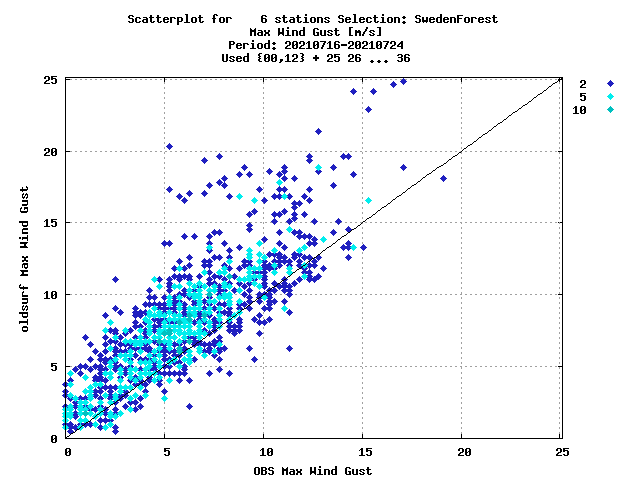 Scatterplot for 6 stations Selection: SwedenForest
Max Wind Gust [m/s]
Period: 20210716-20210724
Used {00,12} + 25 26 ... 36
2
5
10
25
20
15
10
5
0
oldsurf Max Wind Gust
0 5 10 15 20 25
OBS Max Wind Gust